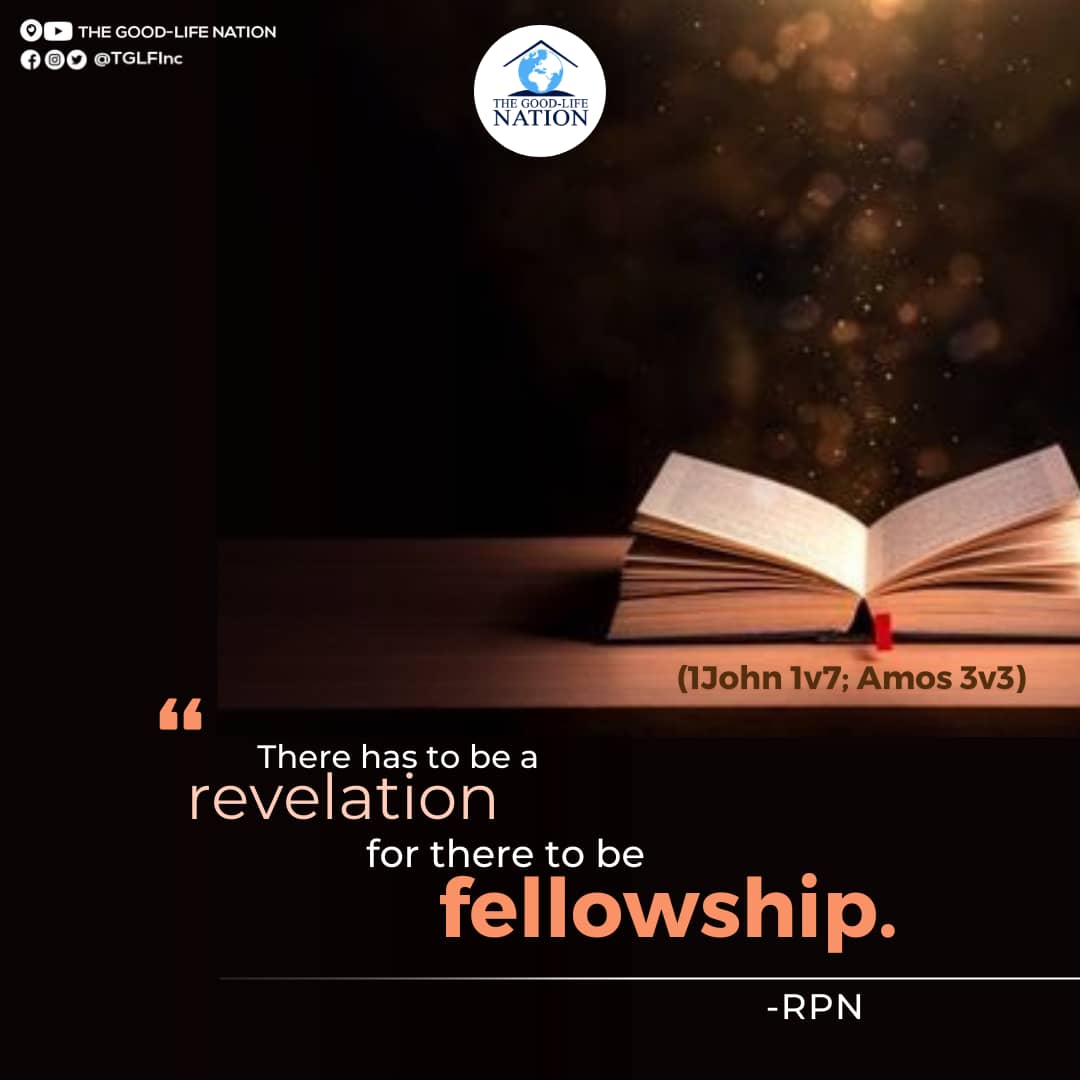 THE GOOD-LIFE NATION
@TGLFInc
THE GOOD-LIFE
NATION
(1John 1v7; Amos 3v3)
“
There has to be a
revelation
for there to be
fellowship.
-RPN